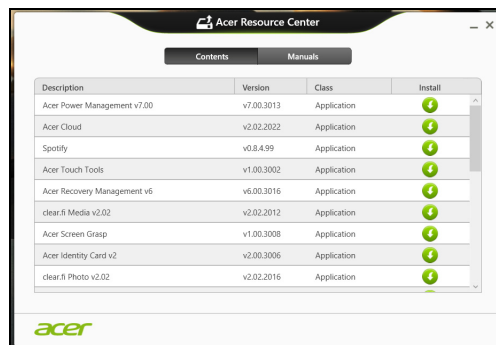 Acer Resource Center
Contents Manuals
Description Version Class Install
Acer Power Management v7.00 v7.00.3013 Application
Acer Cloud v2.02.2022 Application
Spotify v0.8.4.99 Application
Acer Touch Tools v1.00.3002 Application
Acer Recovery Management v6 v6.00.3016 Application
clear.fi Media v2.02 v2.02.2012 Application
Acer Screen Grasp v1.00.3008 Application
Acer Identity Card v2 v2.00.3006 Application
clear.fi Photo v2.02 v2.02.2016 Application
acer